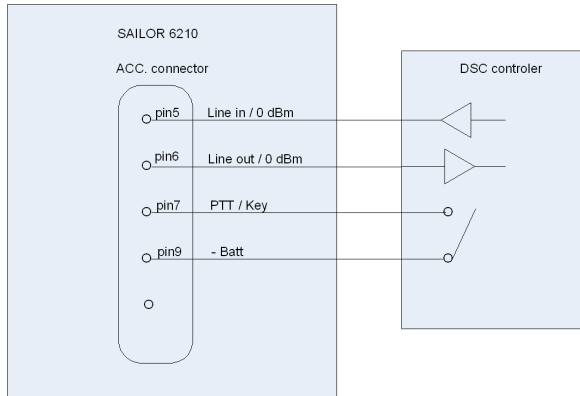 SAILOR 6210
ACC. connector
DSC controler
pin5 Line in / 0 dBm
pin6 Line out / 0 dBm
pin7 PTT / Key
pin9 - Batt